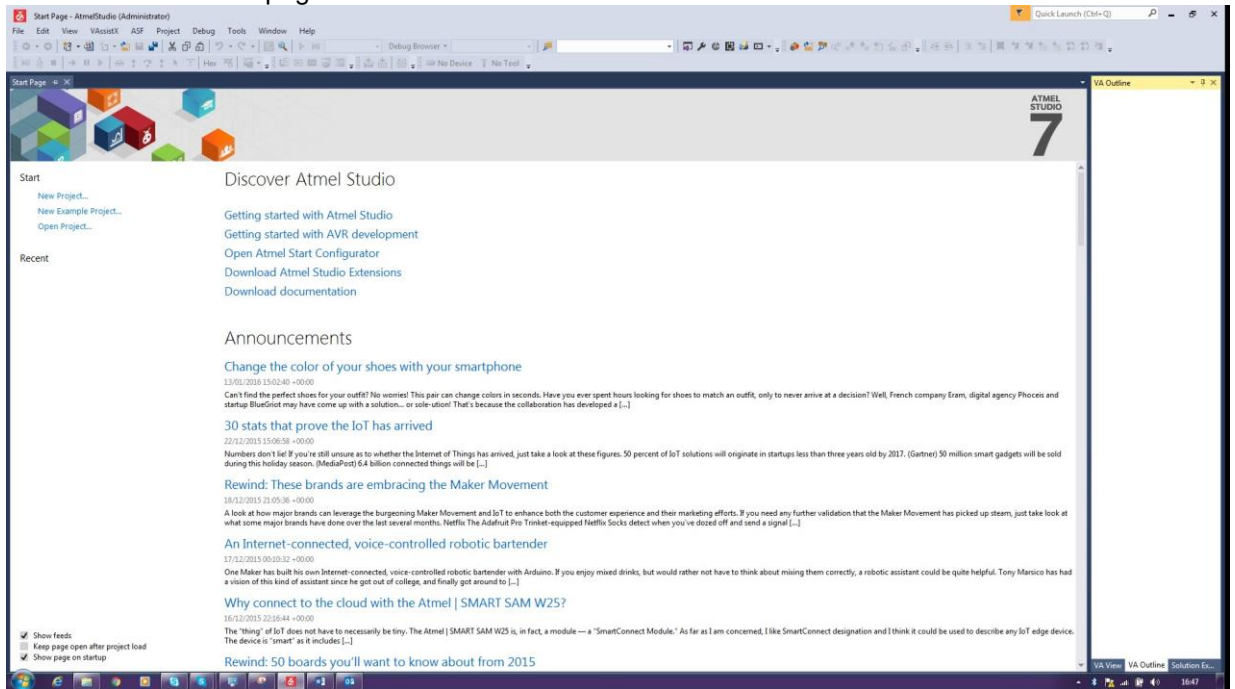 pag
Start Page - AtmelStudio (Administrator)
Quick Launch (Ctrl+Q)
File Edit View VAssistX ASF Project Debug Tools Window Help
Debug Browser
Hex
No Device No Tool
Start Page
VA Outline
ATMEL
STUDIO
7
Start
New Project...
New Example Project...
Open Project...
Recent
Discover Atmel Studio
Getting started with Atmel Studio
Getting started with AVR development
Open Atmel Start Configurator
Download Atmel Studio Extensions
Download documentation
Announcements
Change the color of your shoes with your smartphone
13/01/2016 15:02:40 +00:00
Can't find the perfect shoes for your outfit? No worries! This pair can change colors in seconds. Have you ever spent hours looking for shoes to match an outfit, only to never arrive at a decision? Well, French company Eram, digital agency Phoceis and
startup BlueGriot may have come up with a solution... or sole-ution! That's because the collaboration has developed a [...]
30 stats that prove the IoT has arrived
22/12/2015 15:06:58 +00:00
Numbers don't lie! If you're still unsure as to whether the Internet of Things has arrived, just take a look at these figures. 50 percent of IoT solutions will originate in startups less than three years old by 2017. (Gartner) 50 million smart gadgets will be sold
during this holiday season. (MediaPost) 6.4 billion connected things will be [...]
Rewind: These brands are embracing the Maker Movement
18/12/2015 21:05:36 +00:00
A look at how major brands can leverage the burgeoning Maker Movement and IoT to enhance both the customer experience and their marketing efforts. If you need any further validation that the Maker Movement has picked up steam, just take look at
what some major brands have done over the last several months. Netflix The Adafruit Pro Trinket-equipped Netflix Socks detect when you've dozed off and send a signal [...]
An Internet-connected, voice-controlled robotic bartender
17/12/2015 00:10:32 +00:00
One Maker has built his own Internet-connected, voice-controlled robotic bartender with Arduino. If you enjoy mixed drinks, but would rather not have to think about mixing them correctly, a robotic assistant could be quite helpful. Tony Marsico has had
a vision of this kind of assistant since he got out of college, and finally got around to [...]
Why connect to the cloud with the Atmel | SMART SAM W25?
16/12/2015 22:16:44 +00:00
The "thing" of IoT does not have to necessarily be tiny. The Atmel | SMART SAM W25 is, in fact, a module — a "SmartConnect Module." As far as I am concerned, I like SmartConnect designation and I think it could be used to describe any IoT edge device.
The device is "smart" as it includes [...]
Rewind: 50 boards you'll want to know about from 2015
Show feeds
Keep page open after project load
Show page on startup
VA View VA Outline Solution Ex...
16:47